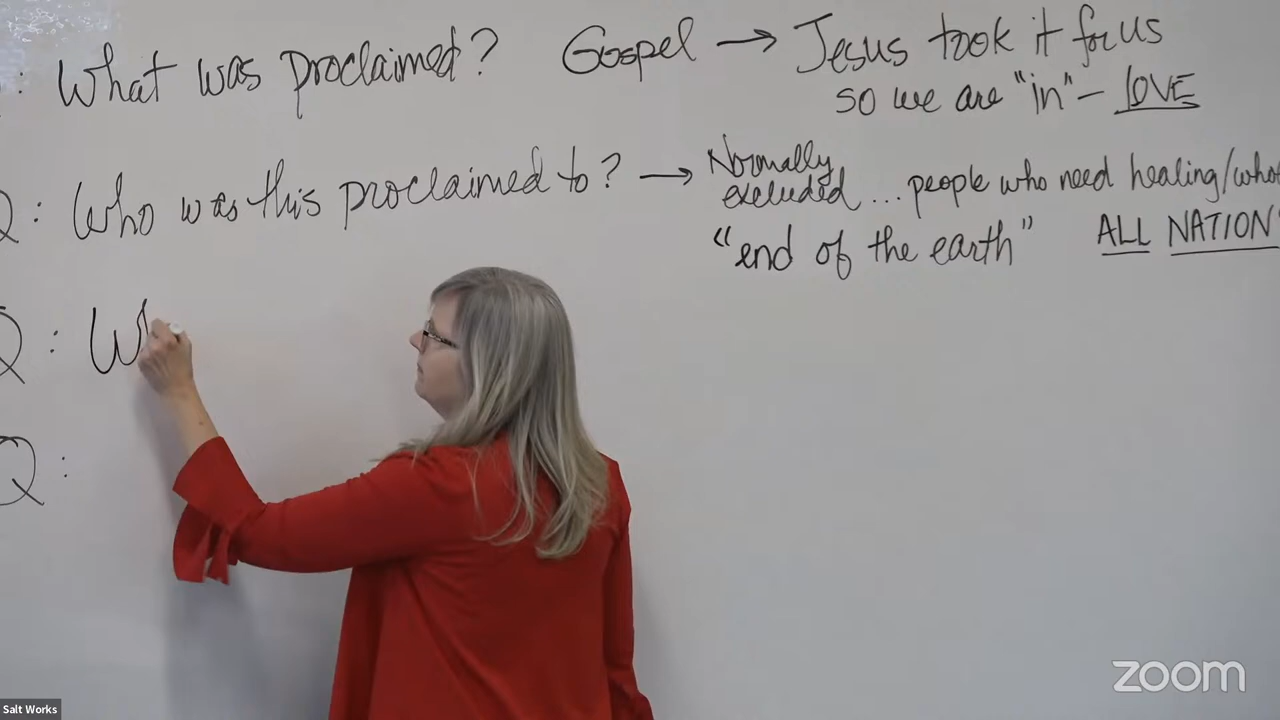 : What was proclaimed? Gospel → Jesus took it for us
so we are "in" – LOVE
Q: Who was this proclaimed to? → Normally excluded ... people who need healing/
"end of the earth" ALL NATION
Q: W
Q:
Salt Works
zoom